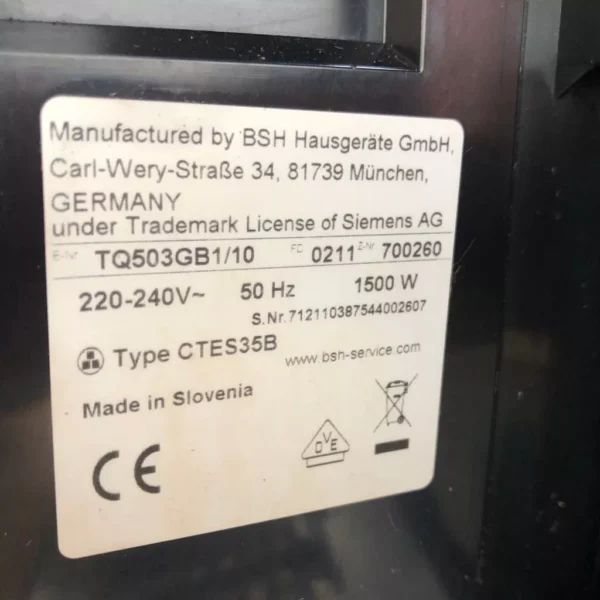 Manufactured by BSH Hausgeräte GmbH,
Carl-Wery-Straße 34, 81739 München,
GERMANY
under Trademark License of Siemens AG
E-Nr TQ503GB1/10 FD 0211 Z-Nr 700260
220-240V~ 50 Hz 1500 W
S.Nr.712110387544002607
Type CTES35B www.bsh-service.com
Made in Slovenia
CE DVE